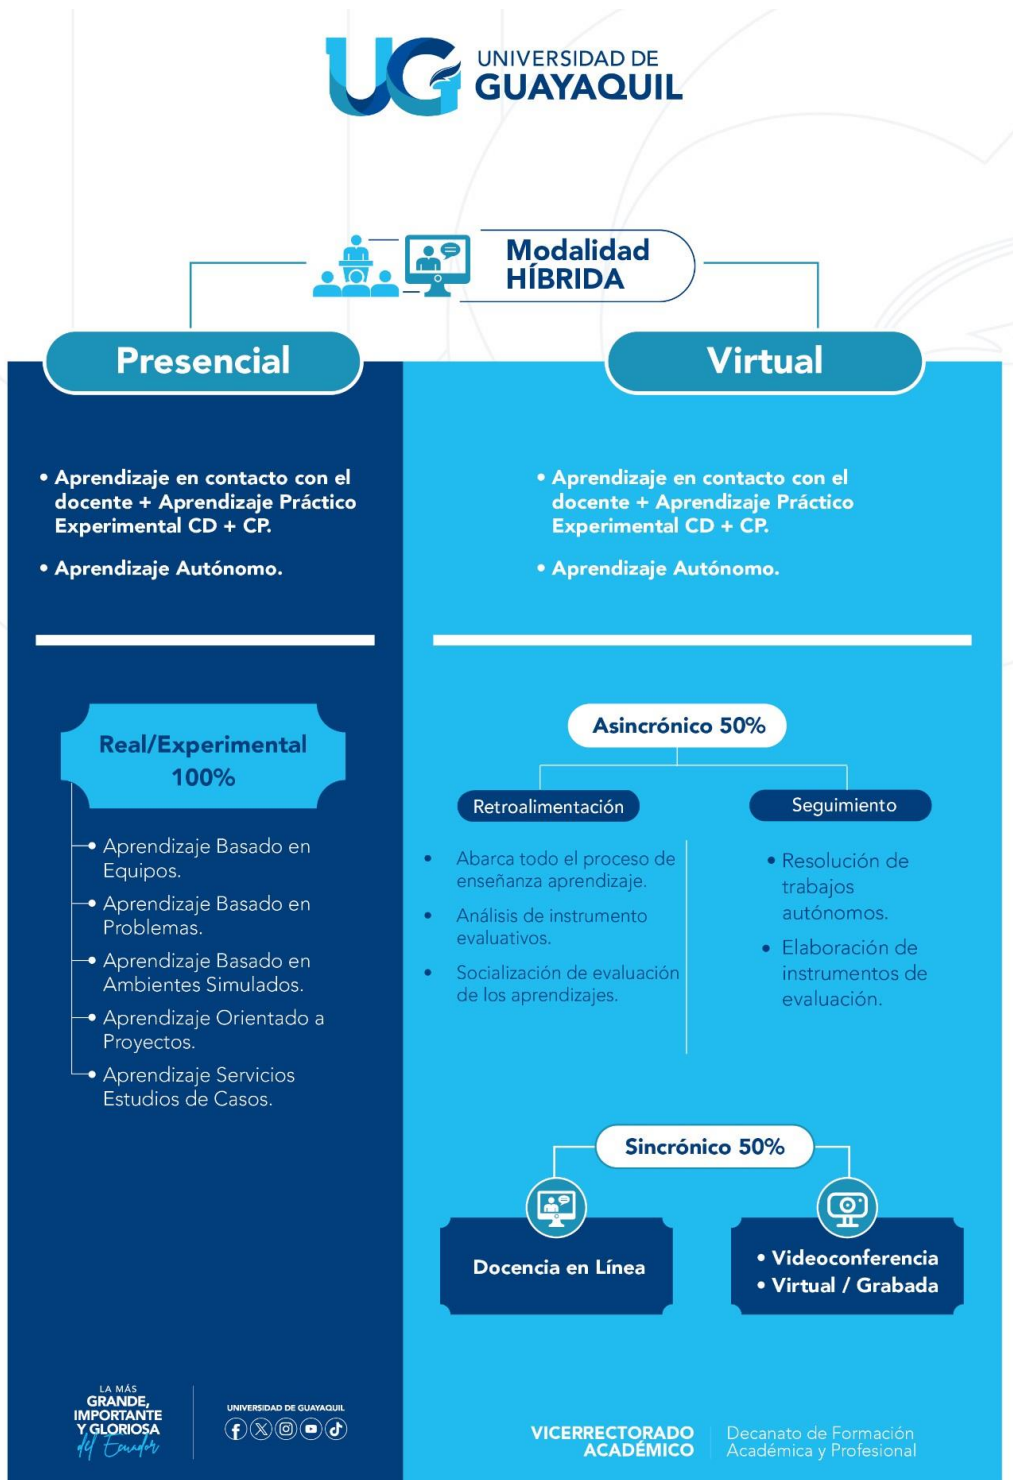 UG
UNIVERSIDAD DE
GUAYAQUIL
Modalidad
HÍBRIDA
Presencial
• Aprendizaje en contacto con el
docente + Aprendizaje Práctico
Experimental CD + CP.
• Aprendizaje Autónomo.
Real/Experimental
100%
• Aprendizaje Basado en
Equipos.
• Aprendizaje Basado en
Problemas.
• Aprendizaje Basado en
Ambientes Simulados.
• Aprendizaje Orientado a
Proyectos.
• Aprendizaje Servicios
Estudios de Casos.
Virtual
• Aprendizaje en contacto con el
docente + Aprendizaje Práctico
Experimental CD + CP.
• Aprendizaje Autónomo.
Asincrónico 50%
Retroalimentación
• Abarca todo el proceso de
enseñanza aprendizaje.
• Análisis de instrumento
evaluativos.
• Socialización de evaluación
de los aprendizajes.
Seguimiento
• Resolución de
trabajos
autónomos.
• Elaboración de
instrumentos de
evaluación.
Sincrónico 50%
Docencia en Línea
• Videoconferencia
• Virtual / Grabada
LA MÁS
GRANDE,
IMPORTANTE
Y GLORIOSA
del Ecuador
UNIVERSIDAD DE GUAYAQUIL
VICERRECTORADO
ACADÉMICO
Decanato de Formación
Académica y Profesional